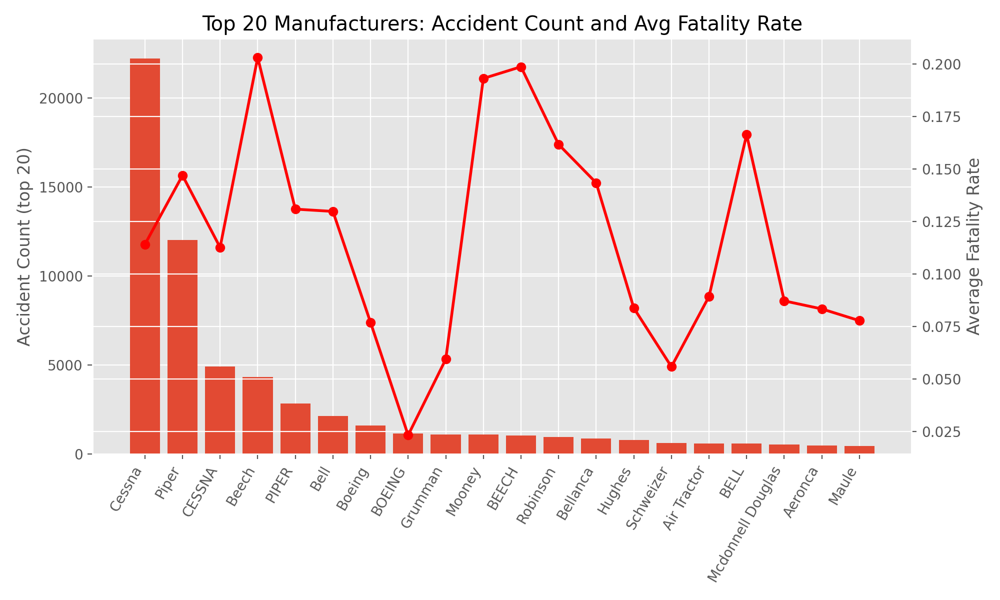 Top 20 Manufacturers: Accident Count and Avg Fatality Rate
Accident Count (top 20)
20000
15000
10000
5000
0
Average Fatality Rate
0.200
0.175
0.150
0.125
0.100
0.075
0.050
0.025
Cessna
Piper
CESSNA
Beech
PIPER
Bell
Boeing
BOEING
Grumman
Mooney
BEECH
Robinson
Bellanca
Hughes
Schweizer
Air Tractor
BELL
Mcdonnell Douglas
Aeronca
Maule